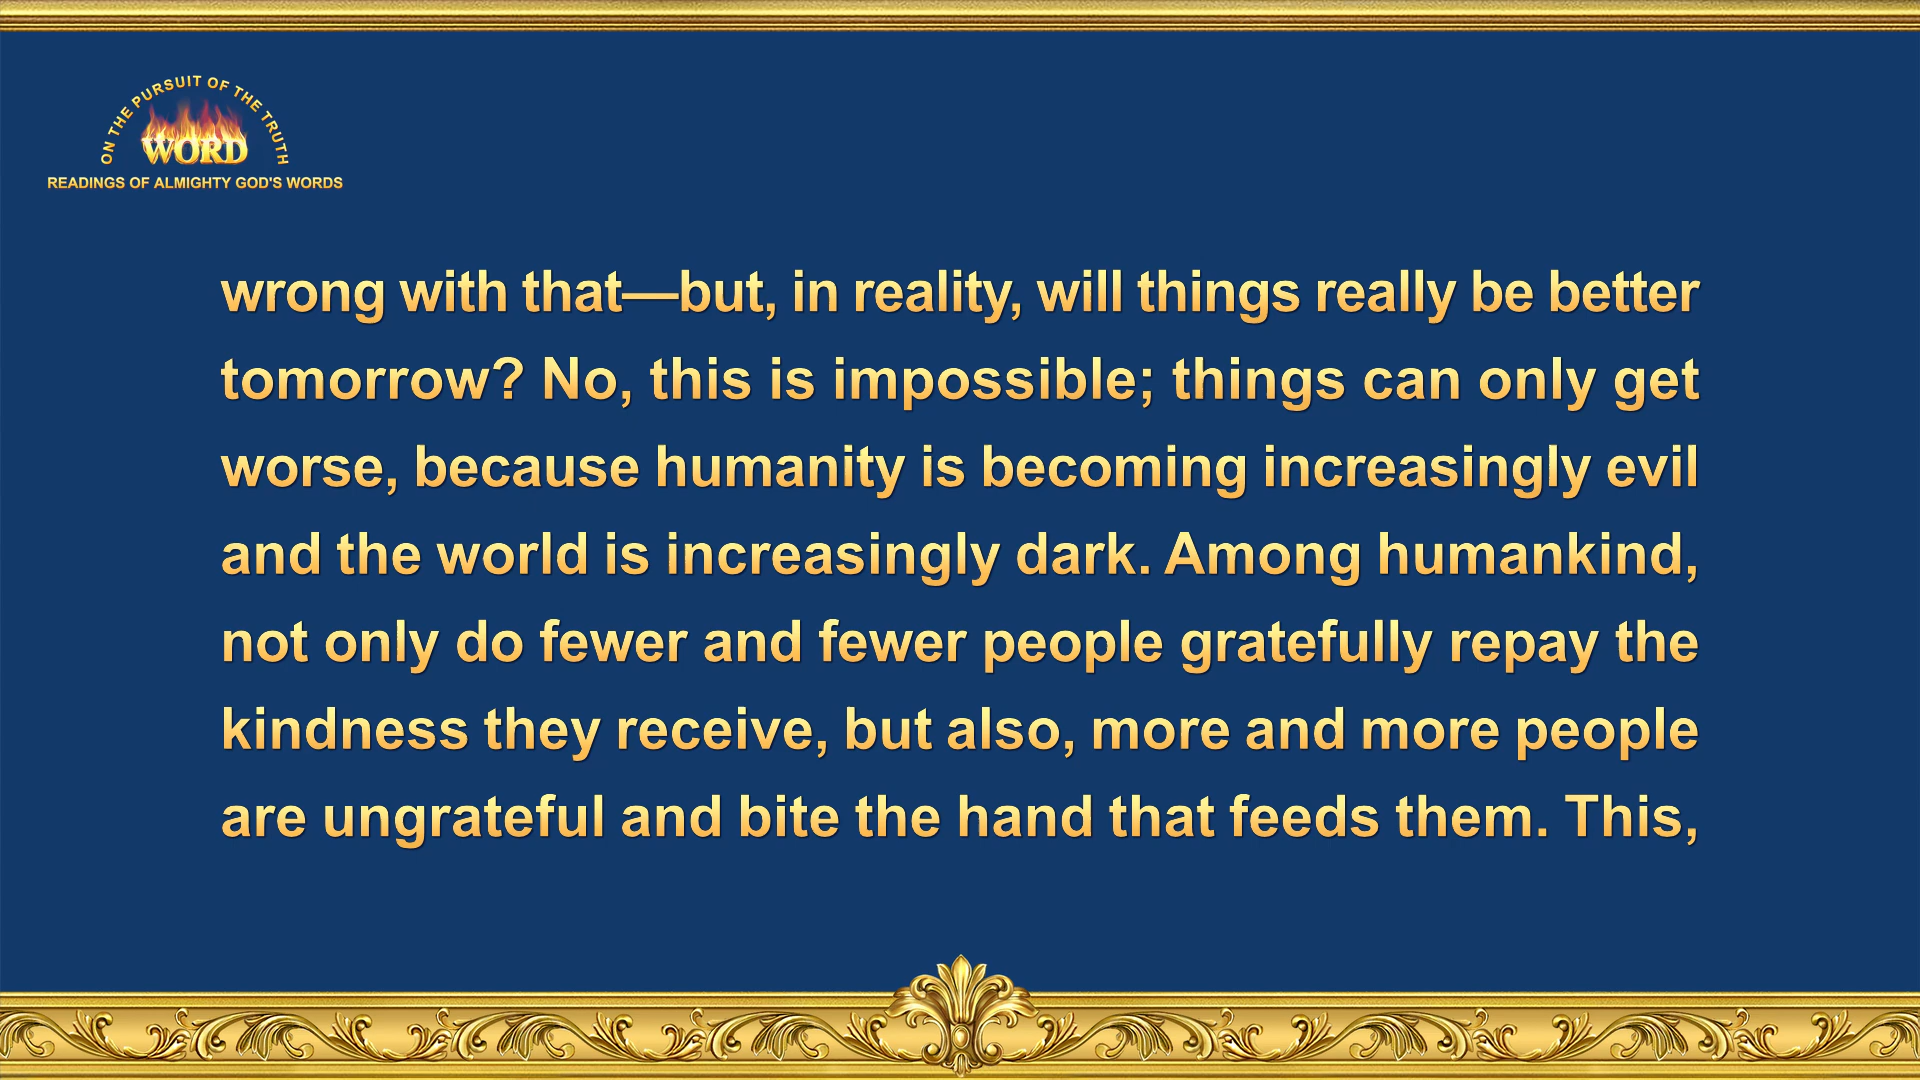 ON THE PURSUIT OF THE TRUTH
WORD
READINGS OF ALMIGHTY GOD'S WORDS
wrong with that—but, in reality, will things really be better
tomorrow? No, this is impossible; things can only get
worse, because humanity is becoming increasingly evil
and the world is increasingly dark. Among humankind,
not only do fewer and fewer people gratefully repay the
kindness they receive, but also, more and more people
are ungrateful and bite the hand that feeds them. This,